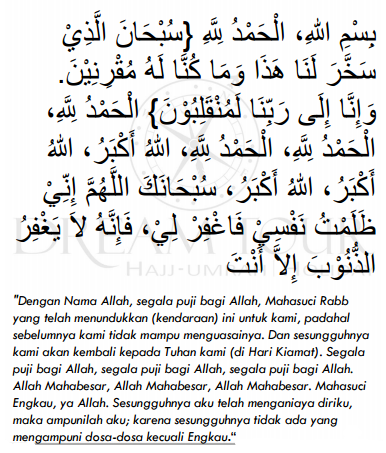 بِسْمِ اللهِ، الْحَمْدُ لِلَّهِ {سُبْحَانَ الَّذِيْ
سَخَّرَ لَنَا هَذَا وَمَا كُنَّا لَهُ مُقْرِنِيْنَ.
وَإِنَّا إِلَى رَبِّنَا لَمُنْقَلِبُوْنَ} الْحَمْدُ لِلَّهِ،
الْحَمْدُ لِلَّهِ، الْحَمْدُ لِلَّهِ، اللهُ أَكْبَرُ، اللهُ
أَكْبَرُ، اللهُ أَكْبَرُ، سُبْحَانَكَ اللَّهُمَّ إِنِّيْ
ظَلَمْتُ نَفْسِيْ فَاغْفِرْ لِيْ، فَإِنَّهُ لاَ يَغْفِرُ
الذُّنُوْبَ إِلاَّ أَنْتَ
"Dengan Nama Allah, segala puji bagi Allah, Mahasuci Rabb
yang telah menundukkan (kendaraan) ini untuk kami, padahal
sebelumnya kami tidak mampu menguasainya. Dan sesungguhnya
kami akan kembali kepada Tuhan kami (di Hari Kiamat). Segala
puji bagi Allah, segala puji bagi Allah, segala puji bagi Allah.
Allah Mahabesar, Allah Mahabesar, Allah Mahabesar. Mahasuci
Engkau, ya Allah. Sesungguhnya aku telah menganiaya diriku,
maka ampunilah aku; karena sesungguhnya tidak ada yang
mengampuni dosa-dosa kecuali Engkau."